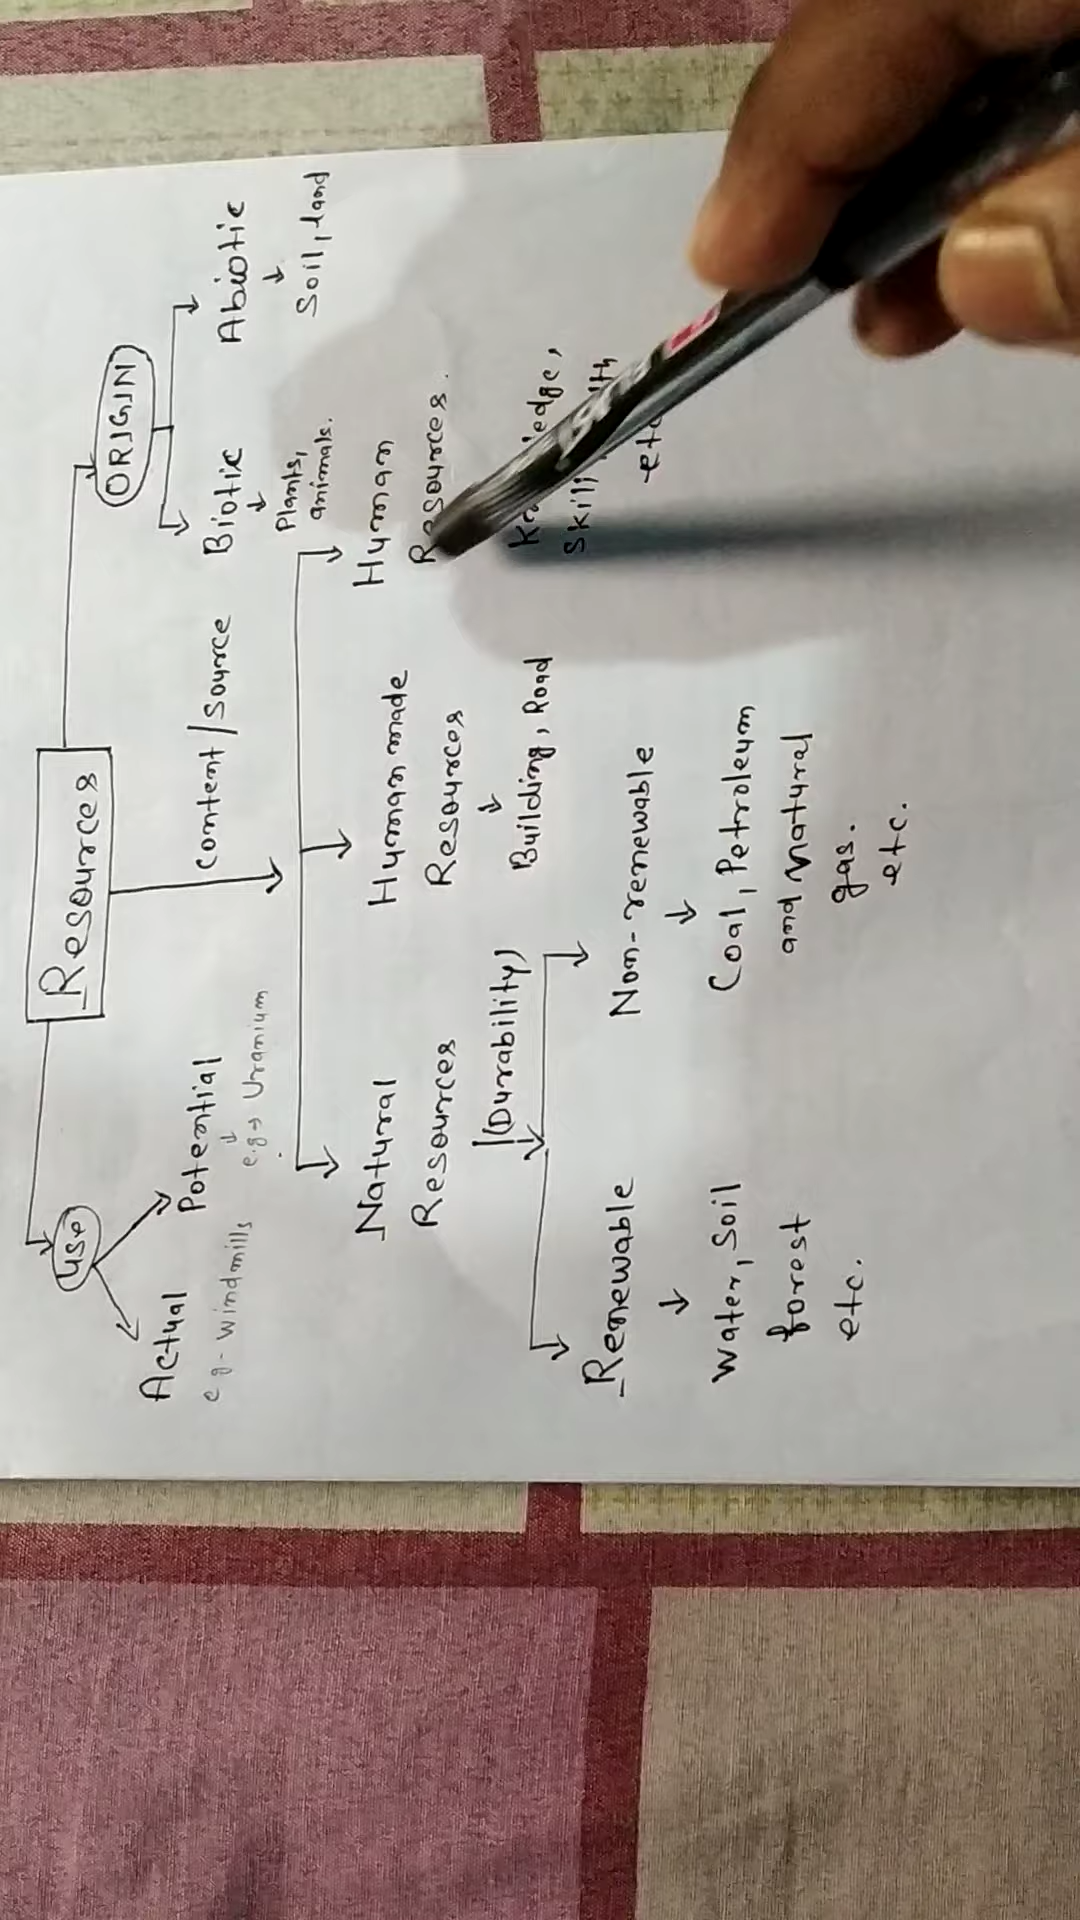 Resources
Use
content/source
ORIGIN
Actual
e.g- windmills
Potential
e.g→ Uranium
Biotic
Plants,
animals.
Abiotic
Soil, land
Natural
Resources
Human made
Resources
Building, Road
Human
Resources.
skill
etc
(Durability)
Renewable
Water, Soil
forest
etc.
Non-renewable
Coal, Petroleum
and natural
gas.
etc.